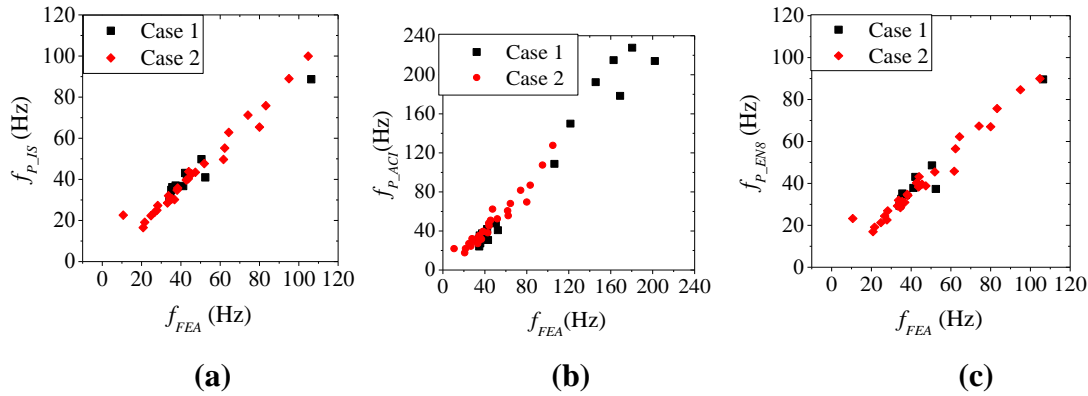 120
100
80
60
40
20
0
f_P_IS (Hz)
Case 1
Case 2
0 20 40 60 80 100 120
f_FEA (Hz)
(a)
240
200
160
120
80
40
0
f_P_ACI (Hz)
Case 1
Case 2
0 40 80 120 160 200 240
f_FEA (Hz)
(b)
120
100
80
60
40
20
0
f_P_EN8 (Hz)
Case 1
Case 2
0 20 40 60 80 100 120
f_FEA (Hz)
(c)